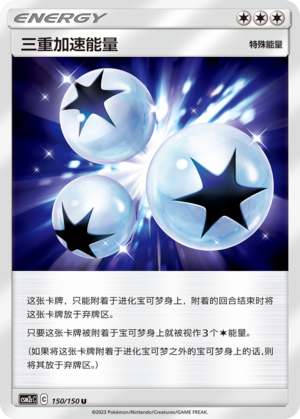 ENERGY
三重加速能量
特殊能量
这张卡牌，只能附着于进化宝可梦身上，附着的回合结束时将
这张卡牌放于弃牌区。
只要这张卡牌被附着于宝可梦身上就被视作3个能量。
（如果将这张卡牌附着于进化宝可梦之外的宝可梦身上的话，则
将其放于弃牌区。）
CSM2c C C 150/150 U
©2023 Pokémon/Nintendo/Creatures/GAME FREAK.